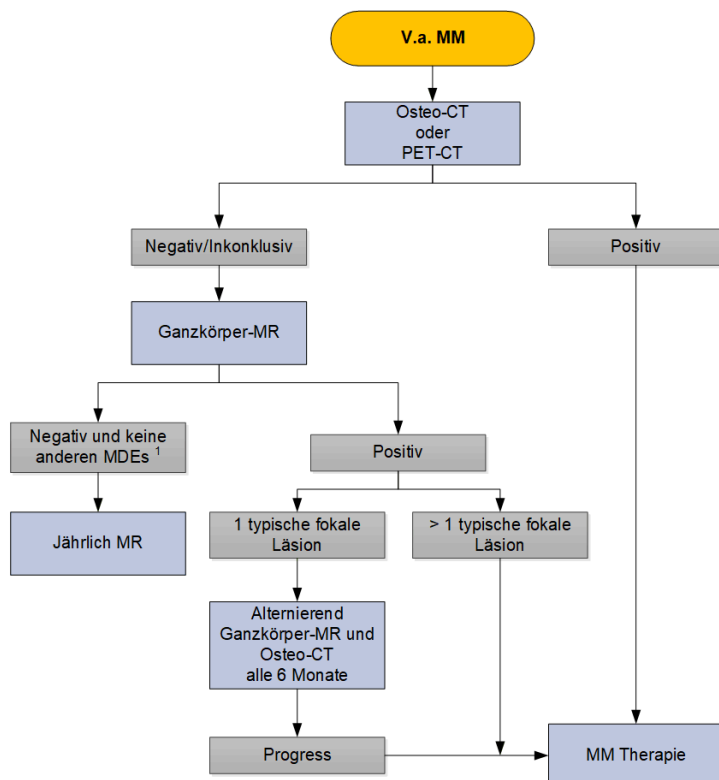 V.a. MM
Osteo-CT
oder
PET-CT
Negativ/Inkonklusiv
Positiv
Ganzkörper-MR
Negativ und keine
anderen MDEs ¹
Positiv
Jährlich MR
1 typische fokale
Läsion
> 1 typische fokale
Läsion
Alternierend
Ganzkörper-MR und
Osteo-CT
alle 6 Monate
Progress
MM Therapie